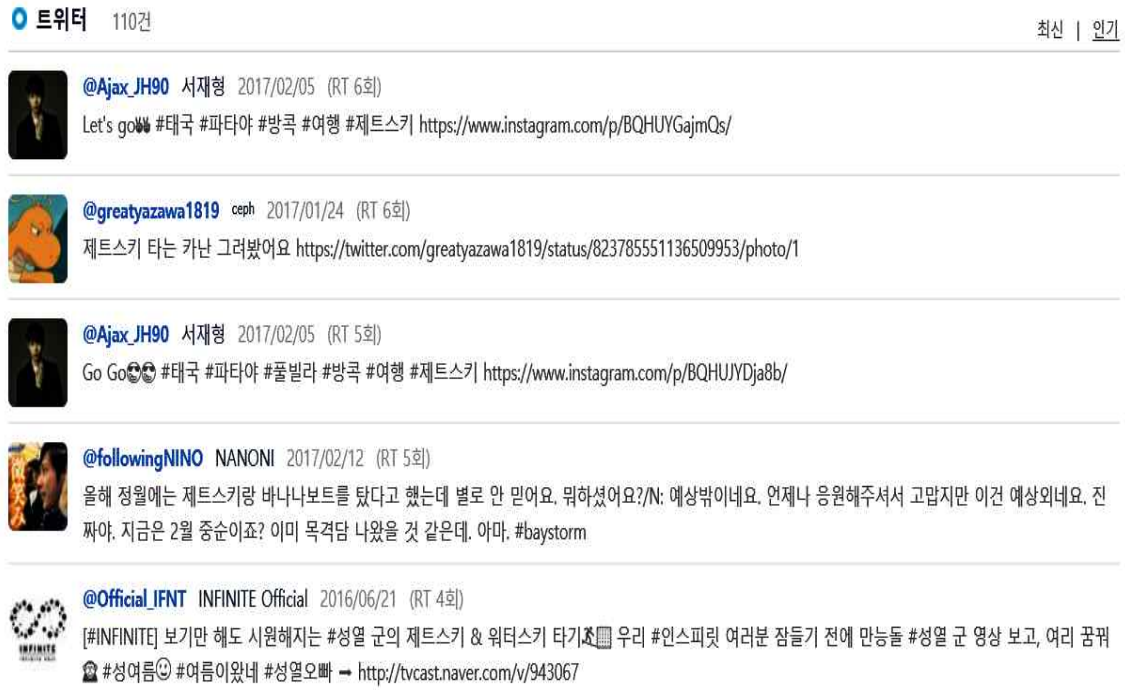 트위터 110건
최신 | 인기
@Ajax_JH90 서재형 2017/02/05 (RT 6회)
Let's go #태국 #파타야 #방콕 #여행 #제트스키 https://www.instagram.com/p/BQHUYGajmQs/
@greatyazawa1819 ceph 2017/01/24 (RT 6회)
제트스키 타는 카난 그려봤어요 https://twitter.com/greatyazawa1819/status/823785551136509953/photo/1
@Ajax_JH90 서재형 2017/02/05 (RT 5회)
Go Go😎😎 #태국 #파타야 #풀빌라 #방콕 #여행 #제트스키 https://www.instagram.com/p/BQHUJYDja8b/
@followingNINO NANONI 2017/02/12 (RT 5회)
올해 정월에는 제트스키랑 바나나보트를 탔다고 했는데 별로 안 믿어요. 뭐하셨어요?/N: 예상밖이네요. 언제나 응원해주셔서 고맙지만 이건 예상외네요. 진
짜야. 지금은 2월 중순이죠? 이미 목격담 나왔을 것 같은데. 아마. #baystorm
@Official_IFNT INFINITE Official 2016/06/21 (RT 4회)
[#INFINITE] 보기만 해도 시원해지는 #성열 군의 제트스키 & 워터스키 타기 우리 #인스피릿 여러분 잠들기 전에 만능돌 #성열 군 영상 보고, 여리 꿈꿔
#성여름 #여름이왔네 #성열오빠 ➡ http://tvcast.naver.com/v/943067
INFINITE